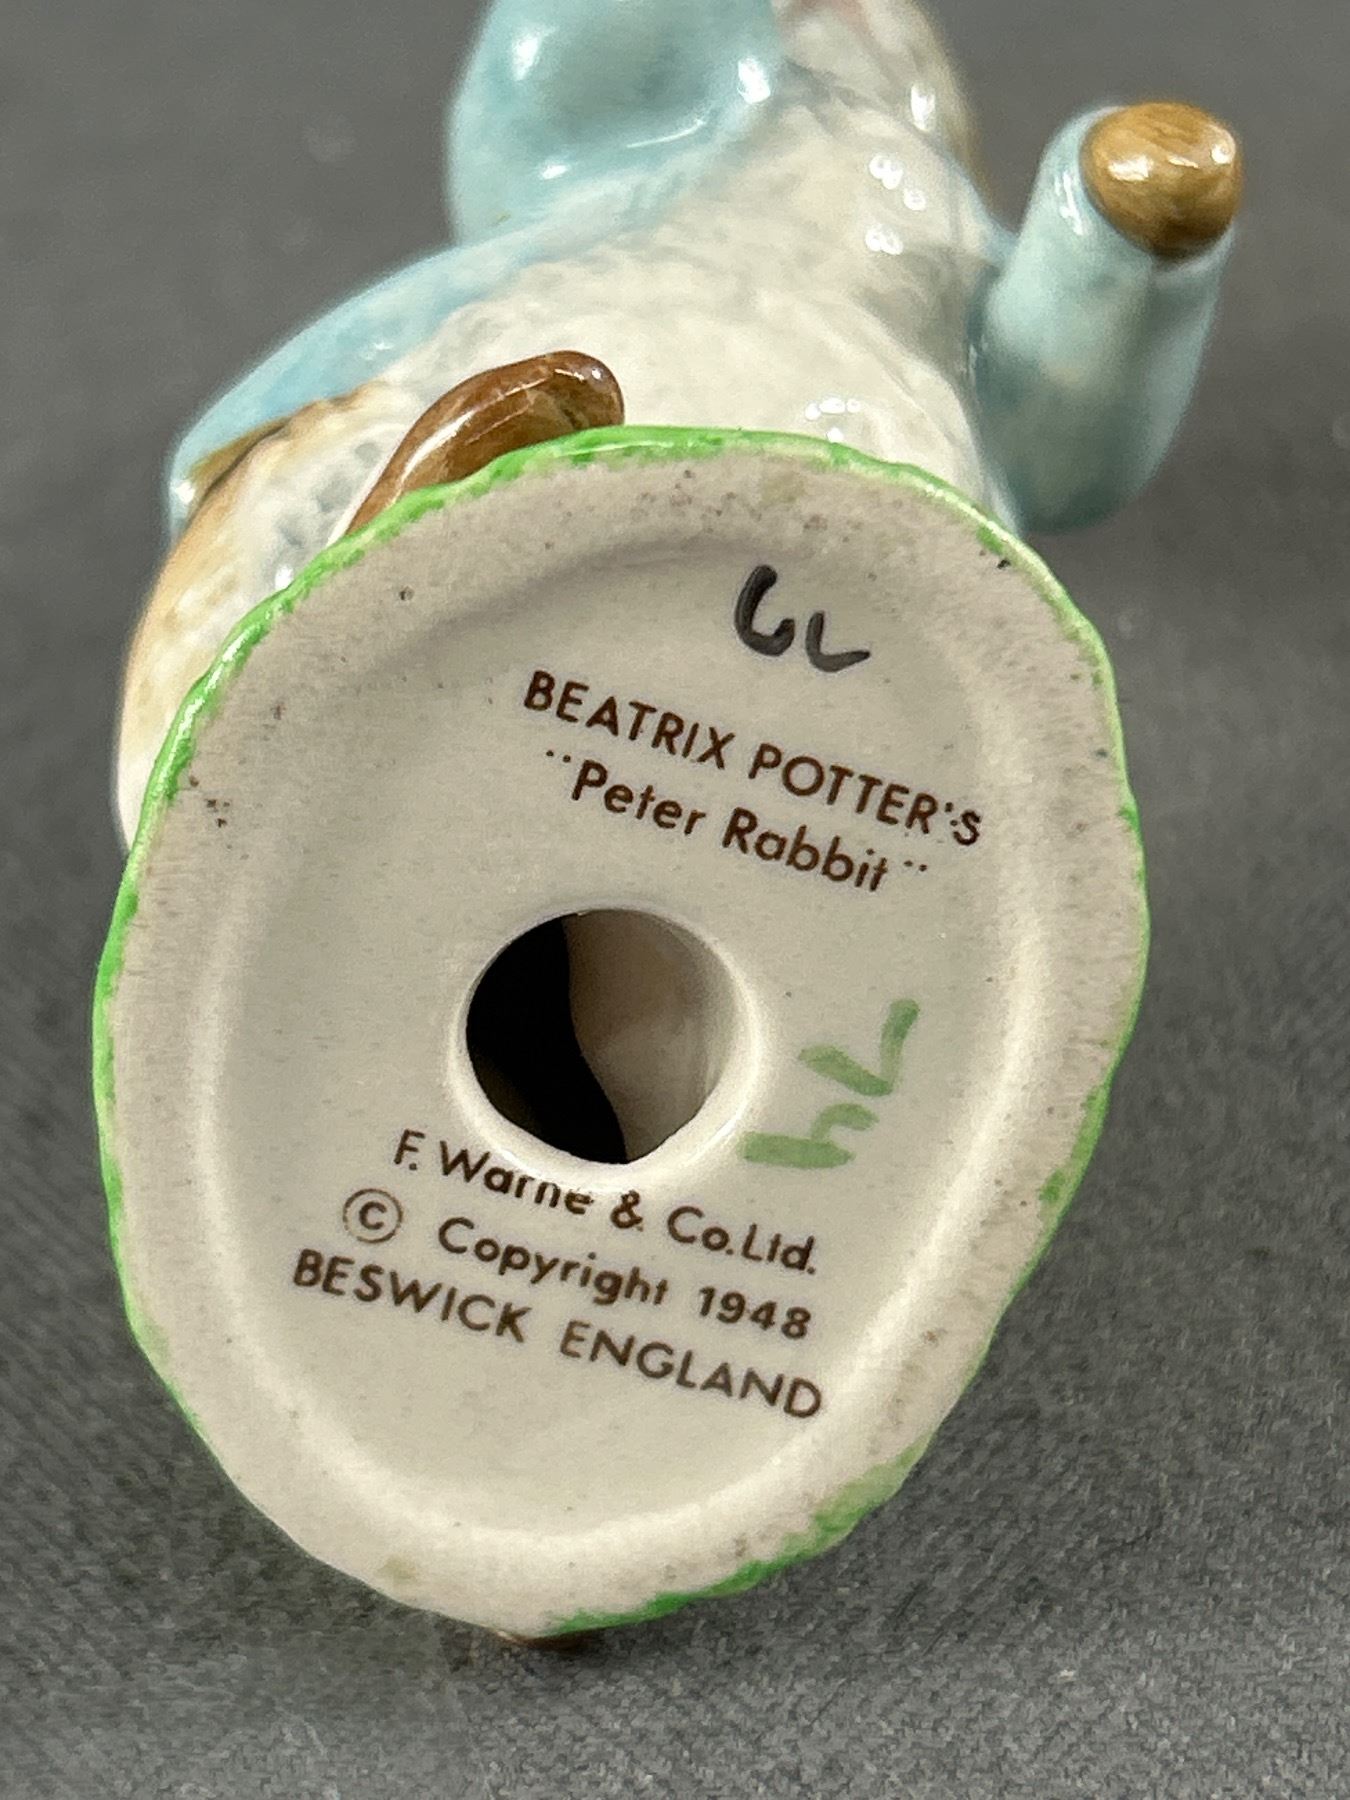 BEATRIX POTTER'S
"Peter Rabbit"
F. Warne & Co.Ltd.
© Copyright 1948
BESWICK ENGLAND